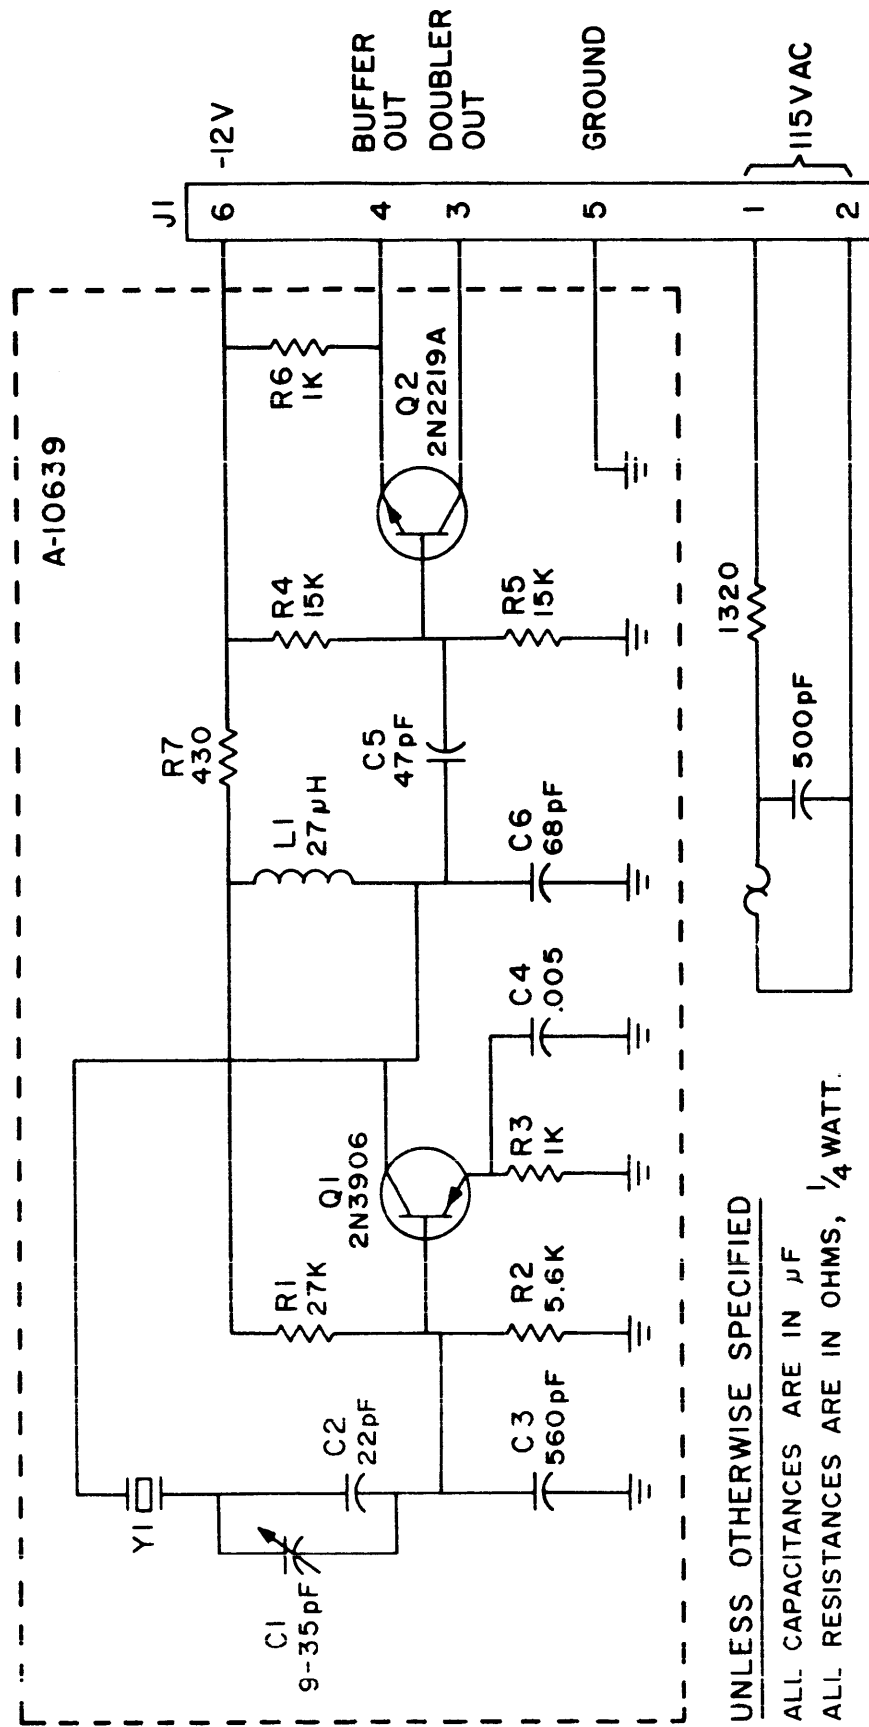 A-10639
J1
6
-12V
4
BUFFER
OUT
3
DOUBLER
OUT
5
GROUND
1
2
115VAC
Y1
C1
9-35pF
C2
22pF
C3
560pF
R1
27K
R2
5.6K
Q1
2N3906
R3
1K
C4
.005
L1
27µH
C6
68pF
R7
430
C5
47pF
R4
15K
R5
15K
Q2
2N2219A
R6
1K
1320
500pF
UNLESS OTHERWISE SPECIFIED
ALL CAPACITANCES ARE IN µF
ALL RESISTANCES ARE IN OHMS, 1/4 WATT.